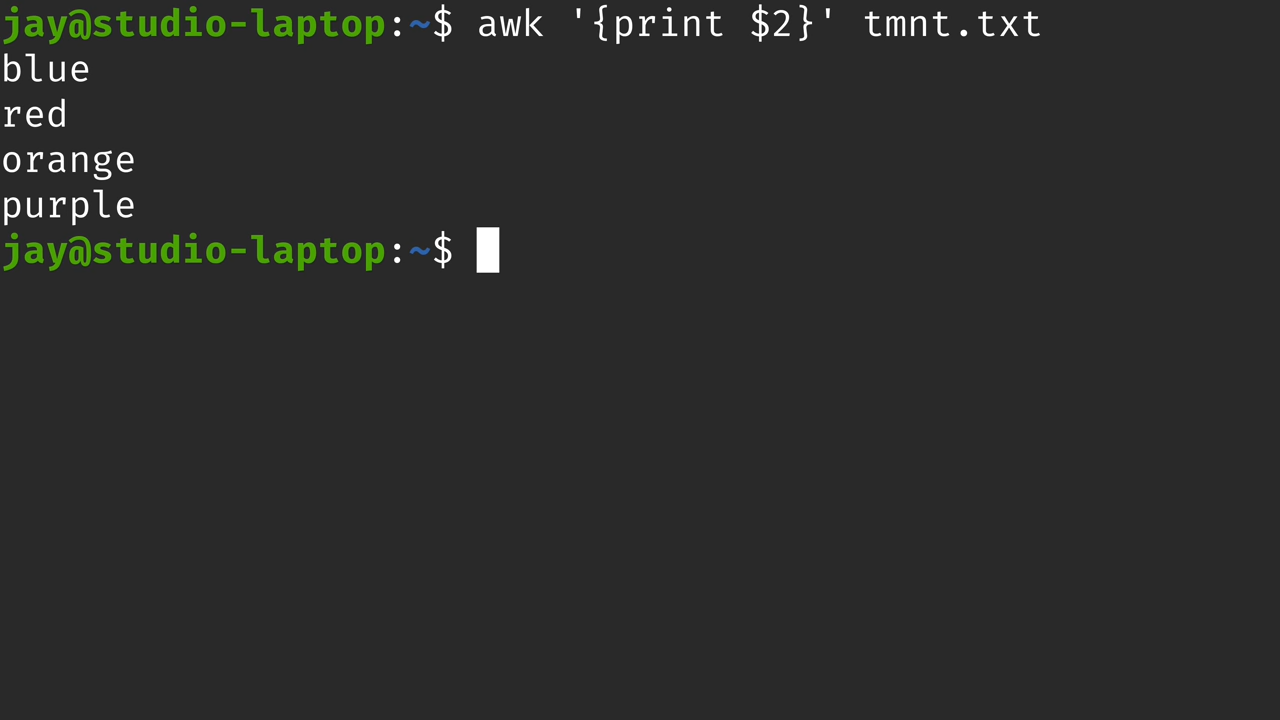 jay@studio-laptop:~$ awk '{print $2}' tmnt.txt
blue
red
orange
purple
jay@studio-laptop:~$